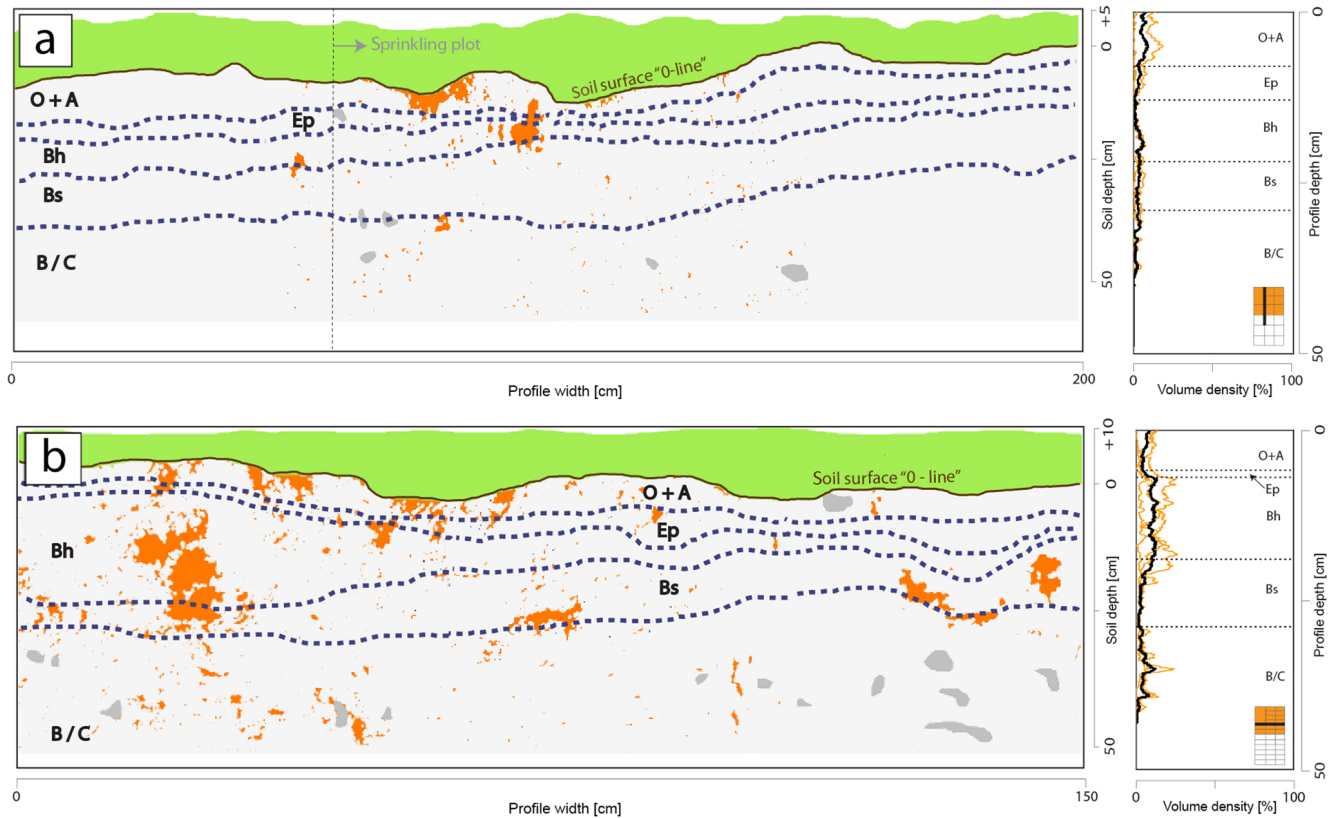 a
Sprinkling plot
Soil surface "0-line"
O + A
Ep
Bh
Bs
B / C
+5
0
50
Soil depth [cm]
0
200
Profile width [cm]
O+A
Ep
Bh
Bs
B/C
0
50
Profile depth [cm]
0
100
Volume density [%]
b
Soil surface "0 - line"
O + A
Ep
Bh
Bs
B / C
+10
0
50
Soil depth [cm]
0
150
Profile width [cm]
O+A
Ep
Bh
Bs
B/C
0
50
Profile depth [cm]
0
100
Volume density [%]